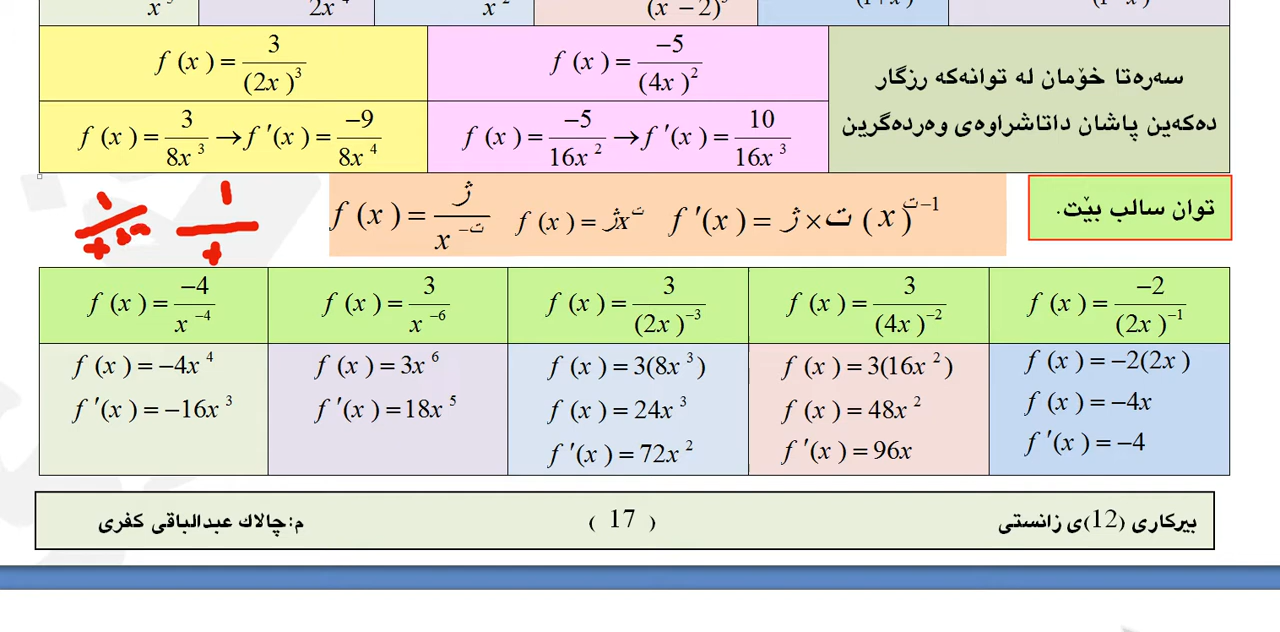 f(x) = 3/(2x)³
f(x) = −5/(4x)²
سەرەتا خۆمان لە توانەکە رزگار
دەکەین پاشان داتاشراوەی وەردەگرین
f(x) = 3/8x³ → f′(x) = −9/8x⁴
f(x) = −5/16x² → f′(x) = 10/16x³
f(x) = ژ/x^−ت f(x) = ژx^ت f′(x) = ژ × ت (x)^ت−1
توان سالب بێت.
f(x) = −4/x⁻⁴
f(x) = 3/x⁻⁶
f(x) = 3/(2x)⁻³
f(x) = 3/(4x)⁻²
f(x) = −2/(2x)⁻¹
f(x) = −4x⁴
f′(x) = −16x³
f(x) = 3x⁶
f′(x) = 18x⁵
f(x) = 3(8x³)
f(x) = 24x³
f′(x) = 72x²
f(x) = 3(16x²)
f(x) = 48x²
f′(x) = 96x
f(x) = −2(2x)
f(x) = −4x
f′(x) = −4
بیرکاری (12)ی زانستی
( 17 )
م:چالاك عبدالباقی کفری